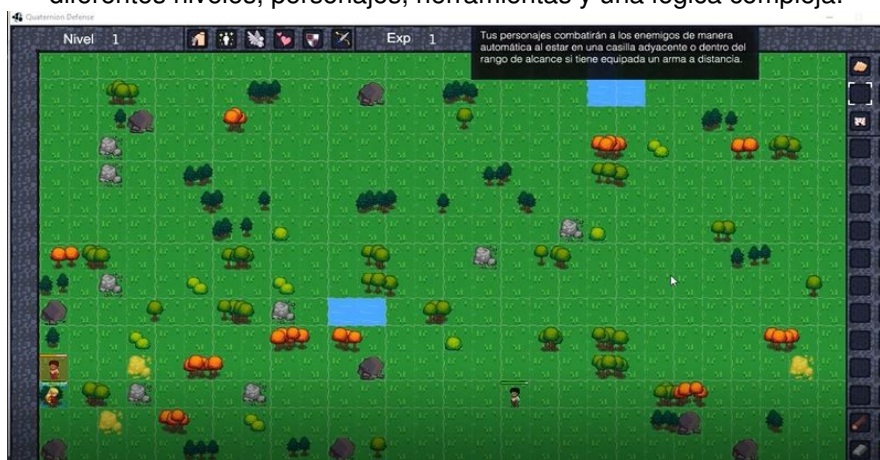 diferentes niveles, personajes, herramientas y una lógica compleja.
Quaternion Defense
Nivel 1
Exp 1
Tus personajes combatirán a los enemigos de manera
automática al estar en una casilla adyacente o dentro del
rango de alcance si tiene equipada un arma a distancia.